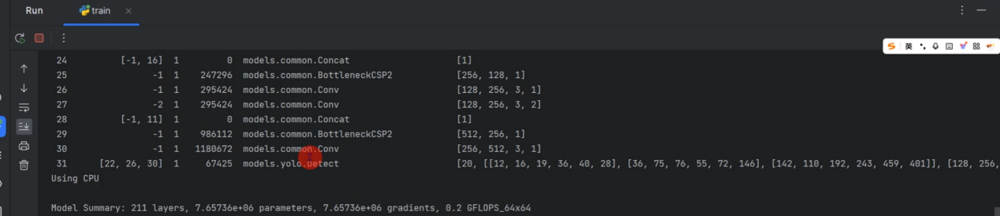 Run
train
英
24 [-1, 16] 1 0 models.common.Concat [1]
25 -1 1 247296 models.common.BottleneckCSP2 [256, 128, 1]
26 -1 1 295424 models.common.Conv [128, 256, 3, 1]
27 -2 1 295424 models.common.Conv [128, 256, 3, 2]
28 [-1, 11] 1 0 models.common.Concat [1]
29 -1 1 986112 models.common.BottleneckCSP2 [512, 256, 1]
30 -1 1 1180672 models.common.Conv [256, 512, 3, 1]
31 [22, 26, 30] 1 67425 models.yolo.Detect [20, [[12, 16, 19, 36, 40, 28], [36, 75, 76, 55, 72, 146], [142, 110, 192, 243, 459, 401]], [128, 256,
Using CPU
Model Summary: 211 layers, 7.65736e+06 parameters, 7.65736e+06 gradients, 0.2 GFLOPS_64x64